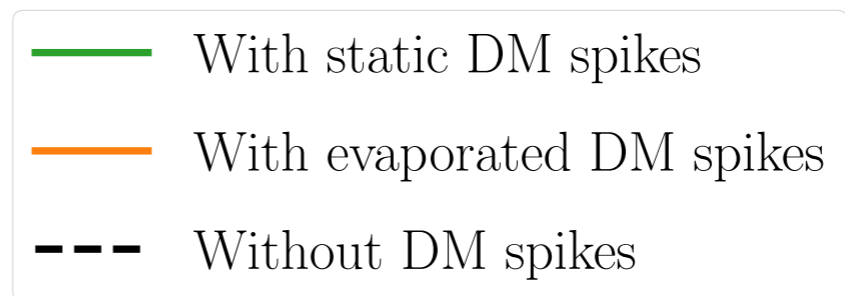 With static DM spikes
With evaporated DM spikes
Without DM spikes